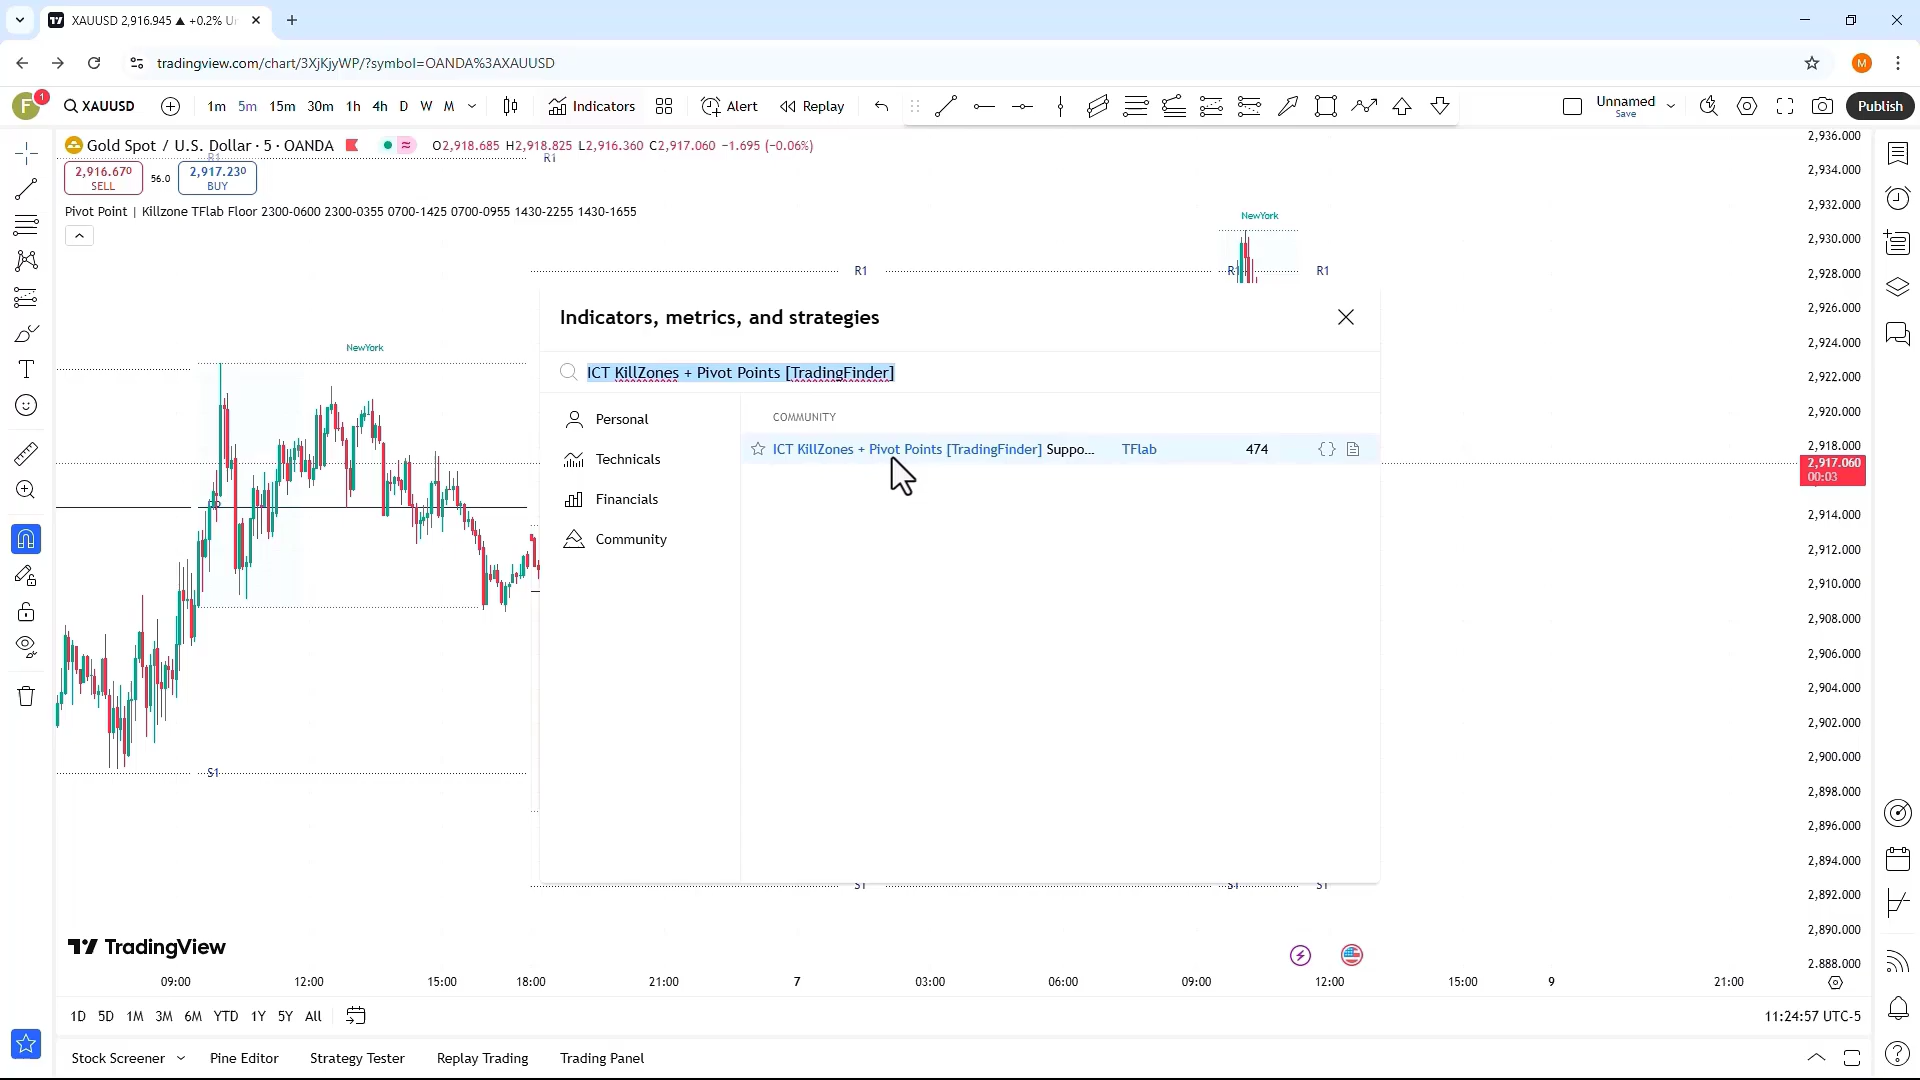 XAUUSD 2,916.945 ▲ +0.2%
tradingview.com/chart/3XjKjyWP/?symbol=OANDA%3AXAUUSD
M
F 1 XAUUSD 1m 5m 15m 30m 1h 4h D W M Indicators Alert Replay Unnamed Save Publish
Gold Spot / U.S. Dollar · 5 · OANDA O2,918.685 H2,918.825 L2,916.360 C2,917.060 −1.695 (−0.06%)
R1
R1
2,916.670 SELL 56.0 2,917.230 BUY
Pivot Point | Killzone TFlab Floor 2300-0600 2300-0355 0700-1425 0700-0955 1430-2255 1430-1655
NewYork
R1
R1
R1
NewYork
S1
S1
S1
S1
Indicators, metrics, and strategies
ICT KillZones + Pivot Points [TradingFinder]
Personal
Technicals
Financials
Community
COMMUNITY
ICT KillZones + Pivot Points [TradingFinder] Suppo... TFlab 474
2,936.000
2,934.000
2,932.000
2,930.000
2,928.000
2,926.000
2,924.000
2,922.000
2,920.000
2,918.000
2,917.060
00:03
2,914.000
2,912.000
2,910.000
2,908.000
2,906.000
2,904.000
2,902.000
2,900.000
2,898.000
2,896.000
2,894.000
2,892.000
2,890.000
2,888.000
TradingView
09:00 12:00 15:00 18:00 21:00 7 03:00 06:00 09:00 12:00 15:00 9 21:00
1D 5D 1M 3M 6M YTD 1Y 5Y All
11:24:57 UTC-5
Stock Screener Pine Editor Strategy Tester Replay Trading Trading Panel